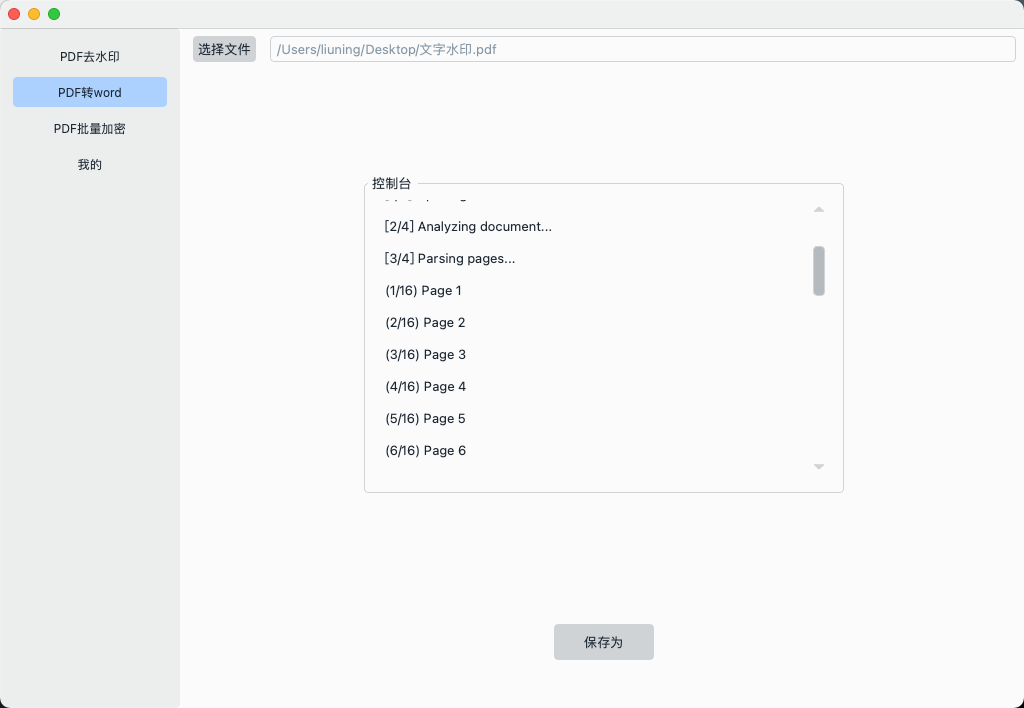 PDF去水印
PDF转word
PDF批量加密
我的
选择文件
/Users/liuning/Desktop/文字水印.pdf
控制台
[2/4] Analyzing document...
[3/4] Parsing pages...
(1/16) Page 1
(2/16) Page 2
(3/16) Page 3
(4/16) Page 4
(5/16) Page 5
(6/16) Page 6
保存为